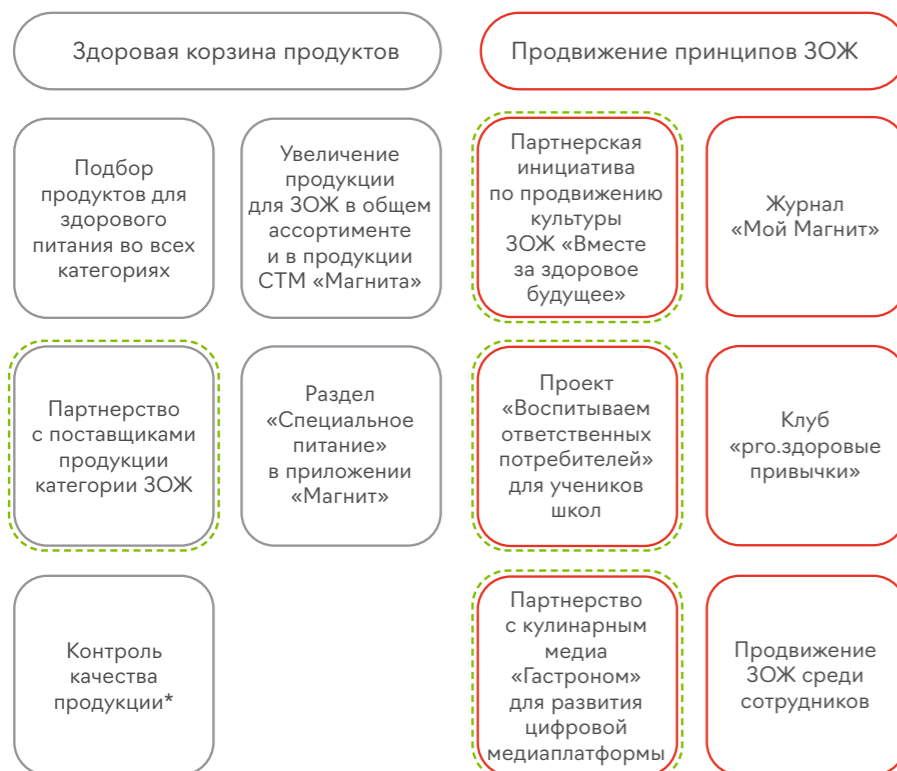 Здоровая корзина продуктов
Продвижение принципов ЗОЖ
Подбор
продуктов для
здорового
питания во всех
категориях
Увеличение
продукции
для ЗОЖ в общем
ассортименте
и в продукции
СТМ «Магнита»
Партнерская
инициатива
по продвижению
культуры
ЗОЖ «Вместе
за здоровое
будущее»
Журнал
«Мой Магнит»
Партнерство
с поставщиками
продукции
категории ЗОЖ
Раздел
«Специальное
питание»
в приложении
«Магнит»
Проект
«Воспитываем
ответственных
потребителей»
для учеников
школ
Клуб
«pro.здоровые
привычки»
Контроль
качества
продукции*
Партнерство
с кулинарным
медиа
«Гастроном»
для развития
цифровой
медиаплатформы
Продвижение
ЗОЖ среди
сотрудников